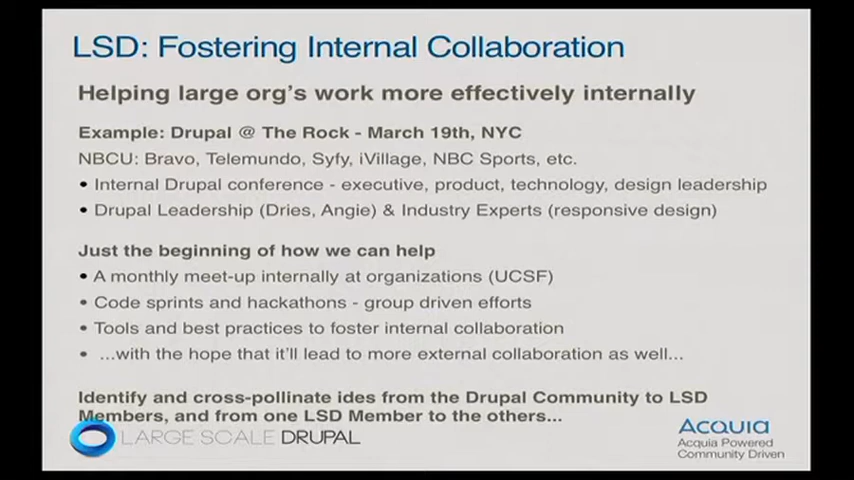 LSD: Fostering Internal Collaboration
Helping large org's work more effectively internally
Example: Drupal @ The Rock - March 19th, NYC
NBCU: Bravo, Telemundo, Syfy, iVillage, NBC Sports, etc.
• Internal Drupal conference - executive, product, technology, design leadership
• Drupal Leadership (Dries, Angie) & Industry Experts (responsive design)
Just the beginning of how we can help
• A monthly meet-up internally at organizations (UCSF)
• Code sprints and hackathons - group driven efforts
• Tools and best practices to foster internal collaboration
• ...with the hope that it'll lead to more external collaboration as well...
Identify and cross-pollinate ides from the Drupal Community to LSD
Members, and from one LSD Member to the others...
LARGE SCALE DRUPAL
Acquia
Acquia Powered
Community Driven